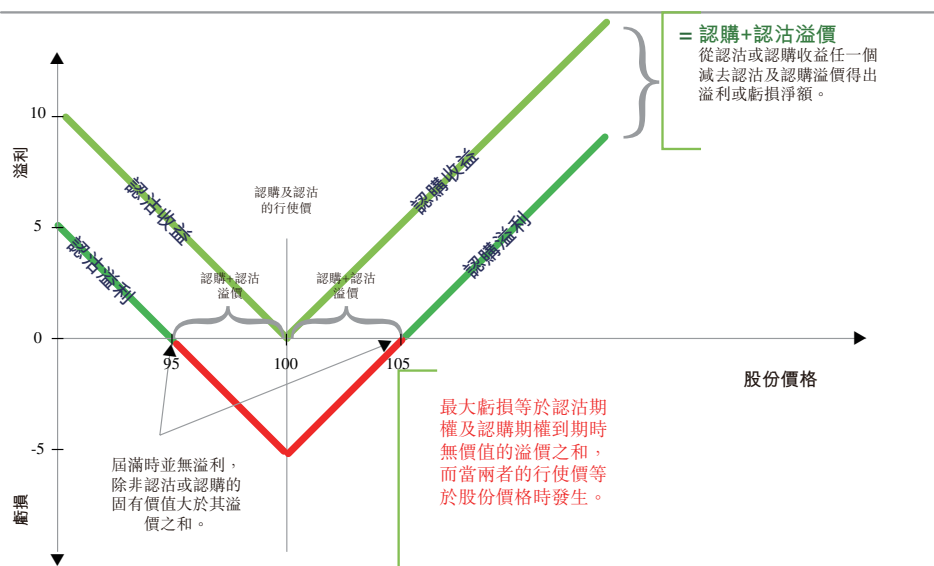 = 認購+認沽溢價
從認沽或認購收益任一個
減去認沽及認購溢價得出
溢利或虧損淨額。
10
溢利
認沽收益
認購及認沽
的行使價
認購收益
5
認沽溢利
認購溢利
認購+認沽
溢價
認購+認沽
溢價
0
95
100
105
股份價格
-5
最大虧損等於認沽期
權及認購期權到期時
無價值的溢價之和，
而當兩者的行使價等
於股份價格時發生。
屆滿時並無溢利，
除非認沽或認購的
固有價值大於其溢
價之和。
虧損